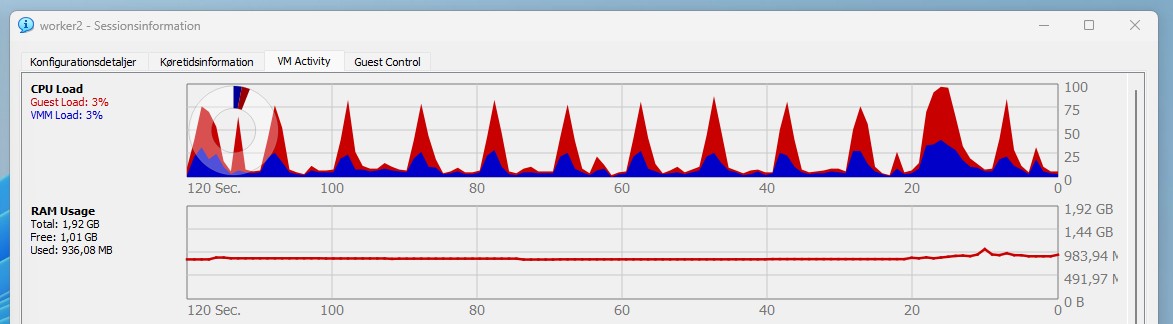 worker2 - Sessionsinformation
Konfigurationsdetaljer Køretidsinformation VM Activity Guest Control
CPU Load
Guest Load: 3%
VMM Load: 3%
100
75
50
25
0
120 Sec. 100 80 60 40 20 0
RAM Usage
Total: 1,92 GB
Free: 1,01 GB
Used: 936,08 MB
1,92 GB
1,44 GB
983,94 M
491,97 M
0 B
120 Sec. 100 80 60 40 20 0